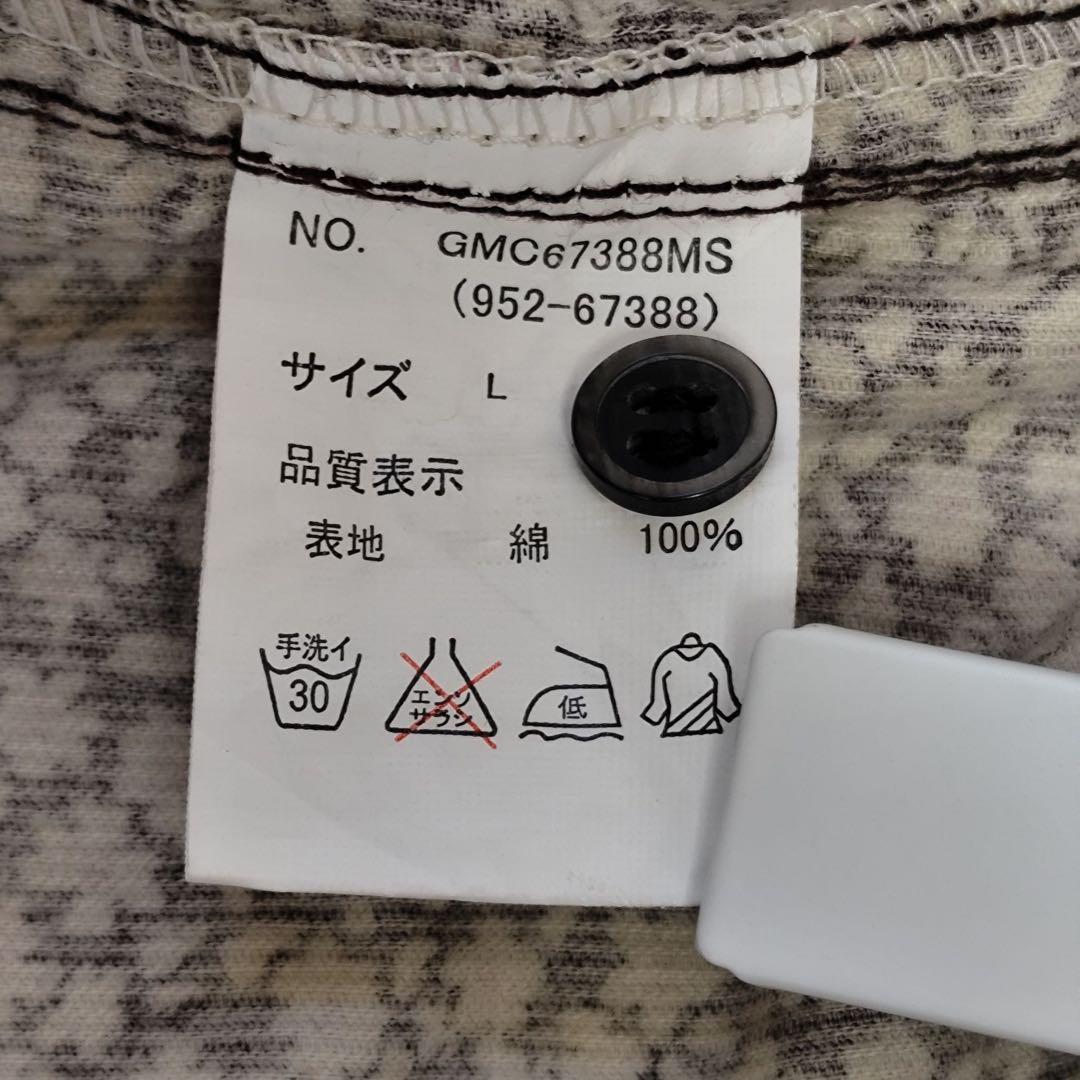 NO. GMC67388MS
(952-67388)
サイズ L
品質表示
表地 綿 100%
手洗イ
30
エンソ
サラシ
低